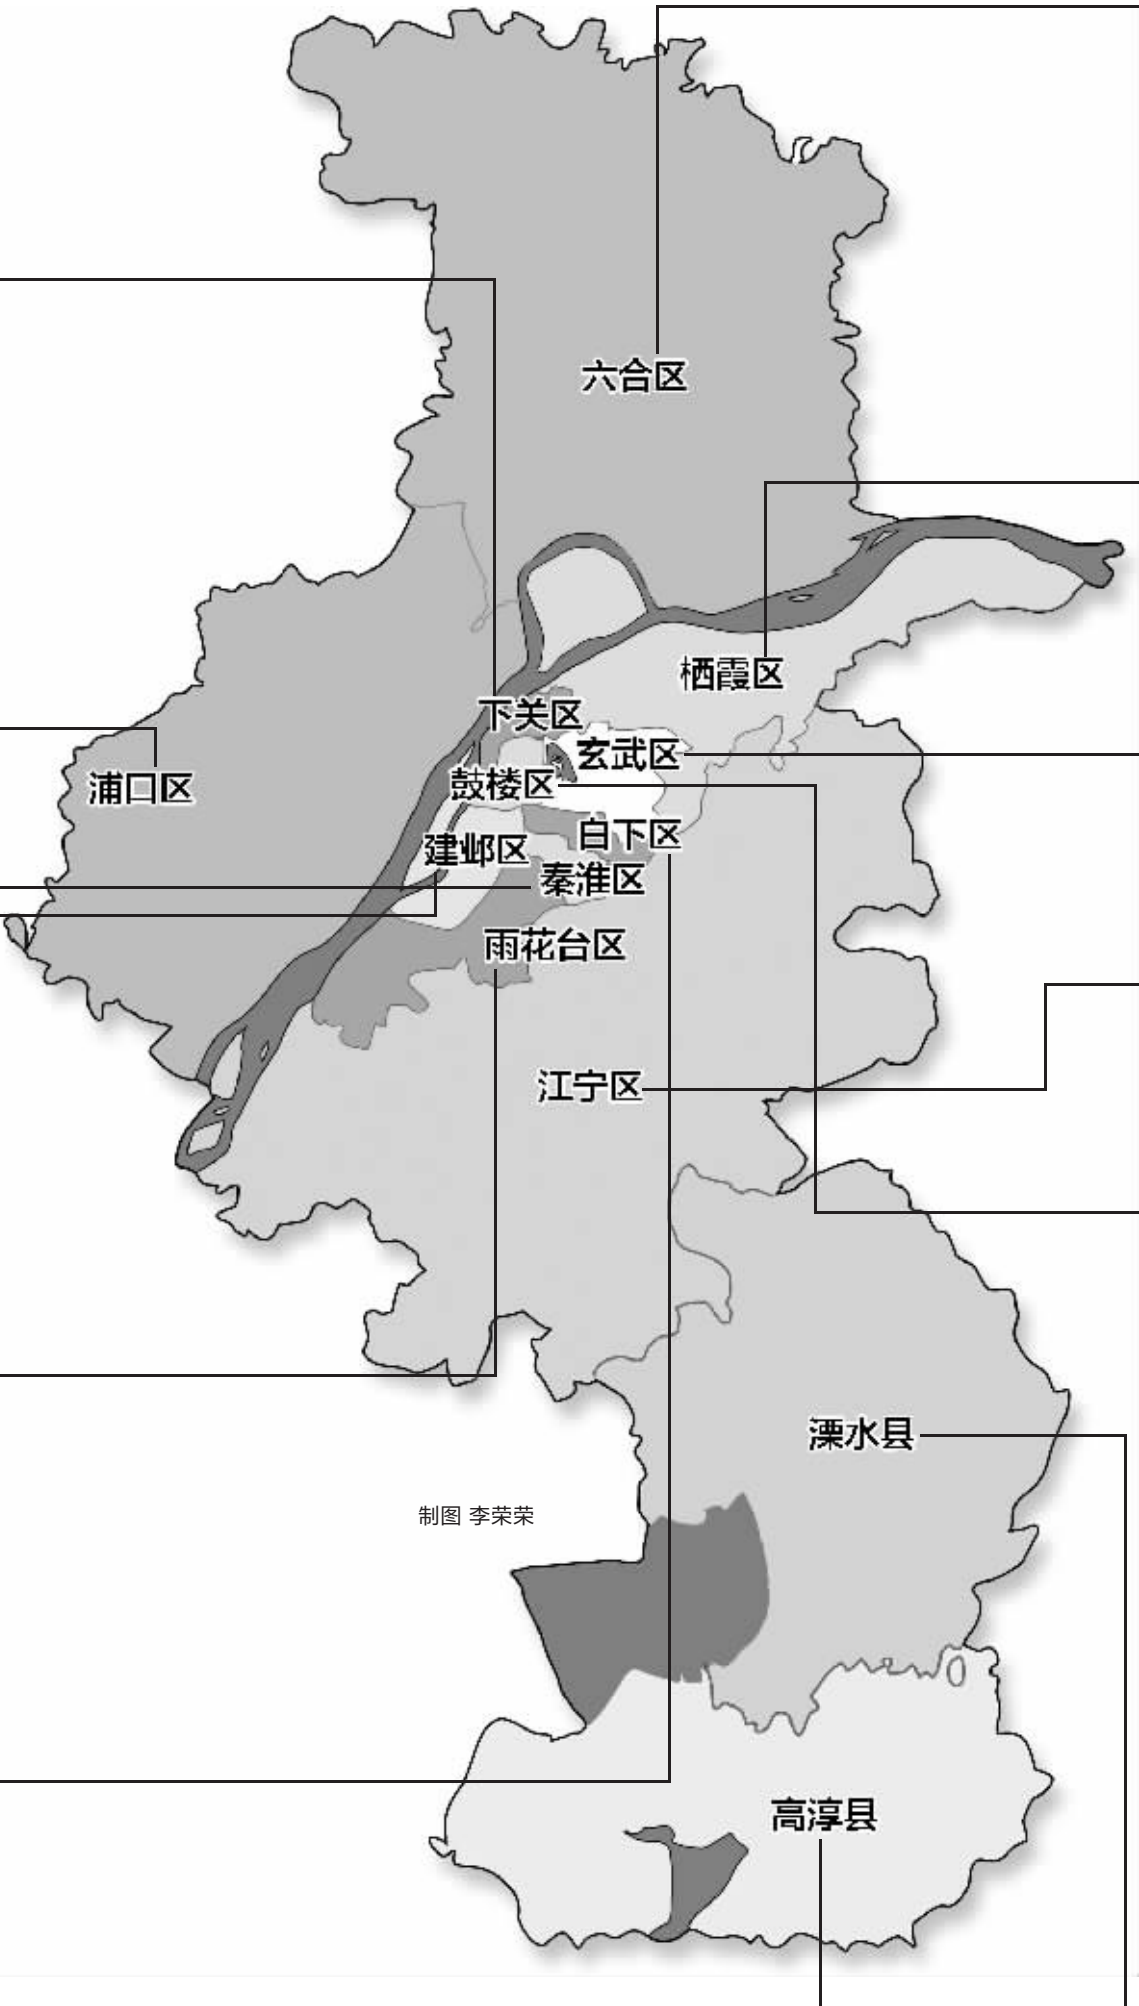 六合区
栖霞区
下关区
玄武区
浦口区
鼓楼区
白下区
建邺区
秦淮区
雨花台区
江宁区
溧水县
制图 李荣荣
高淳县